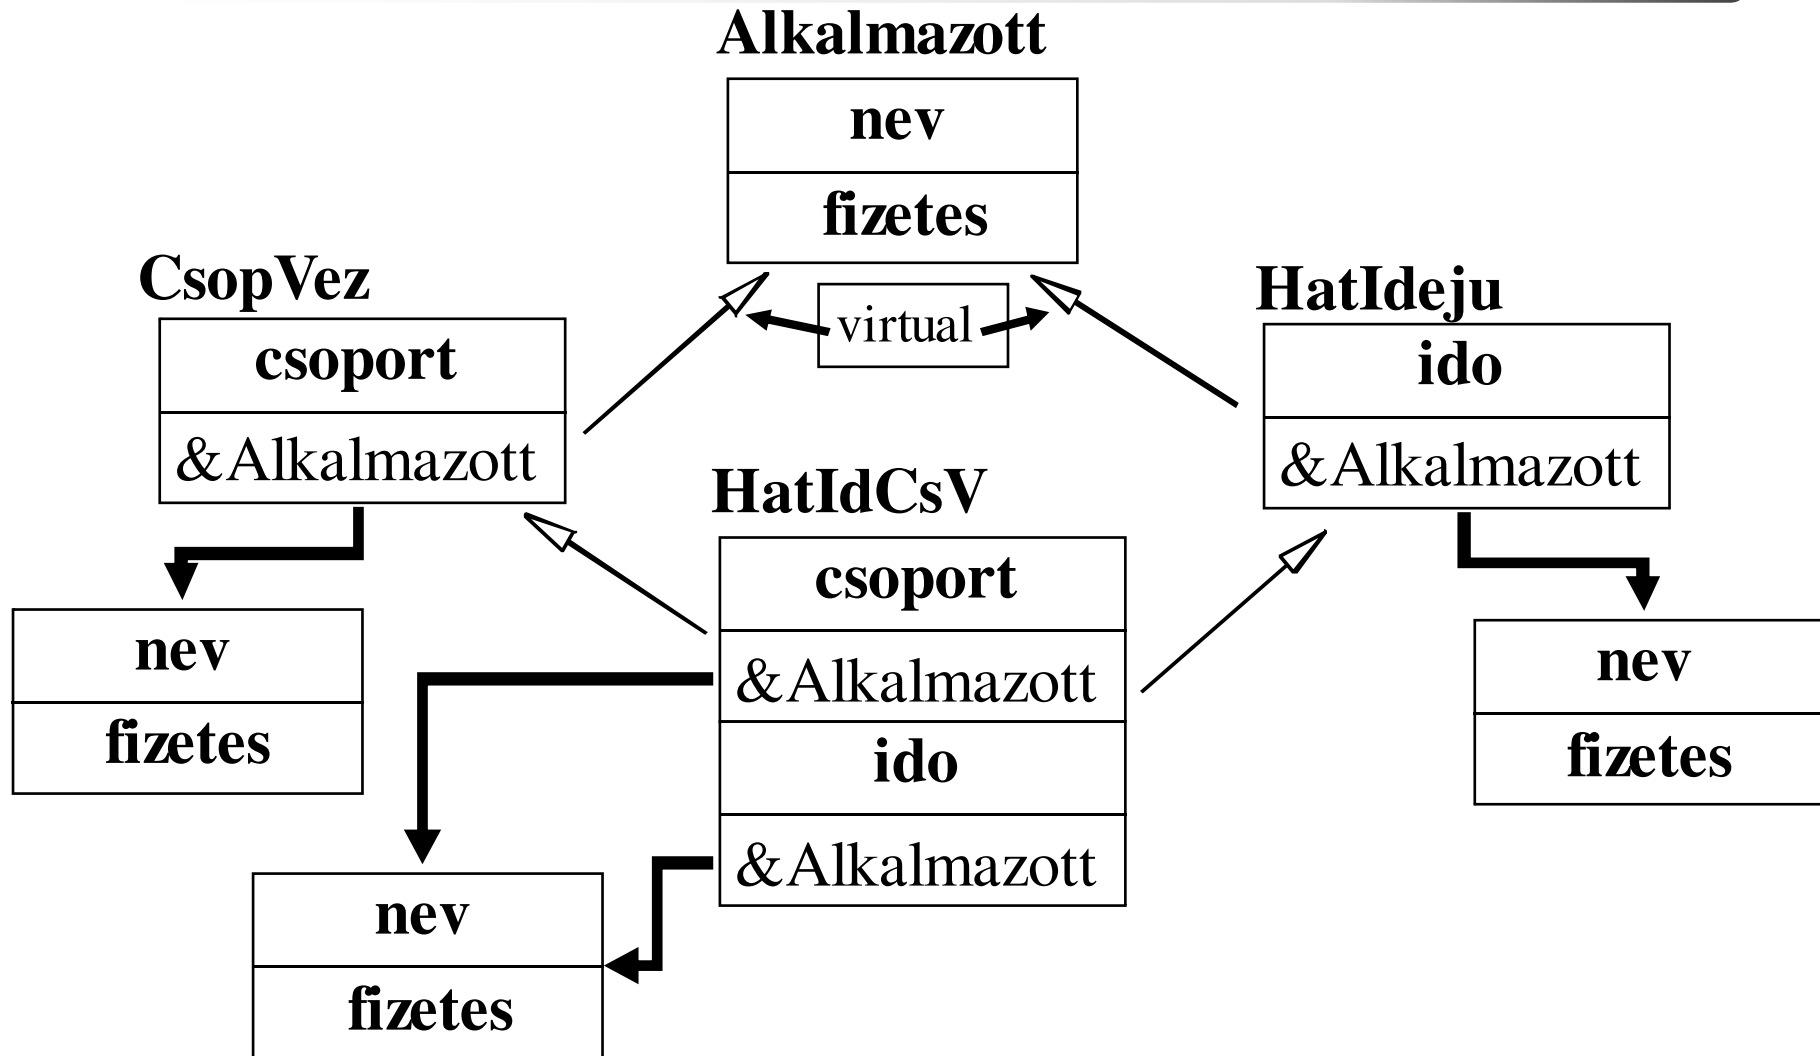 Alkalmazott
nev
fizetes
virtual
CsopVez
csoport
&Alkalmazott
HatIdeju
ido
&Alkalmazott
HatIdCsV
csoport
&Alkalmazott
ido
&Alkalmazott
nev
fizetes
nev
fizetes
nev
fizetes